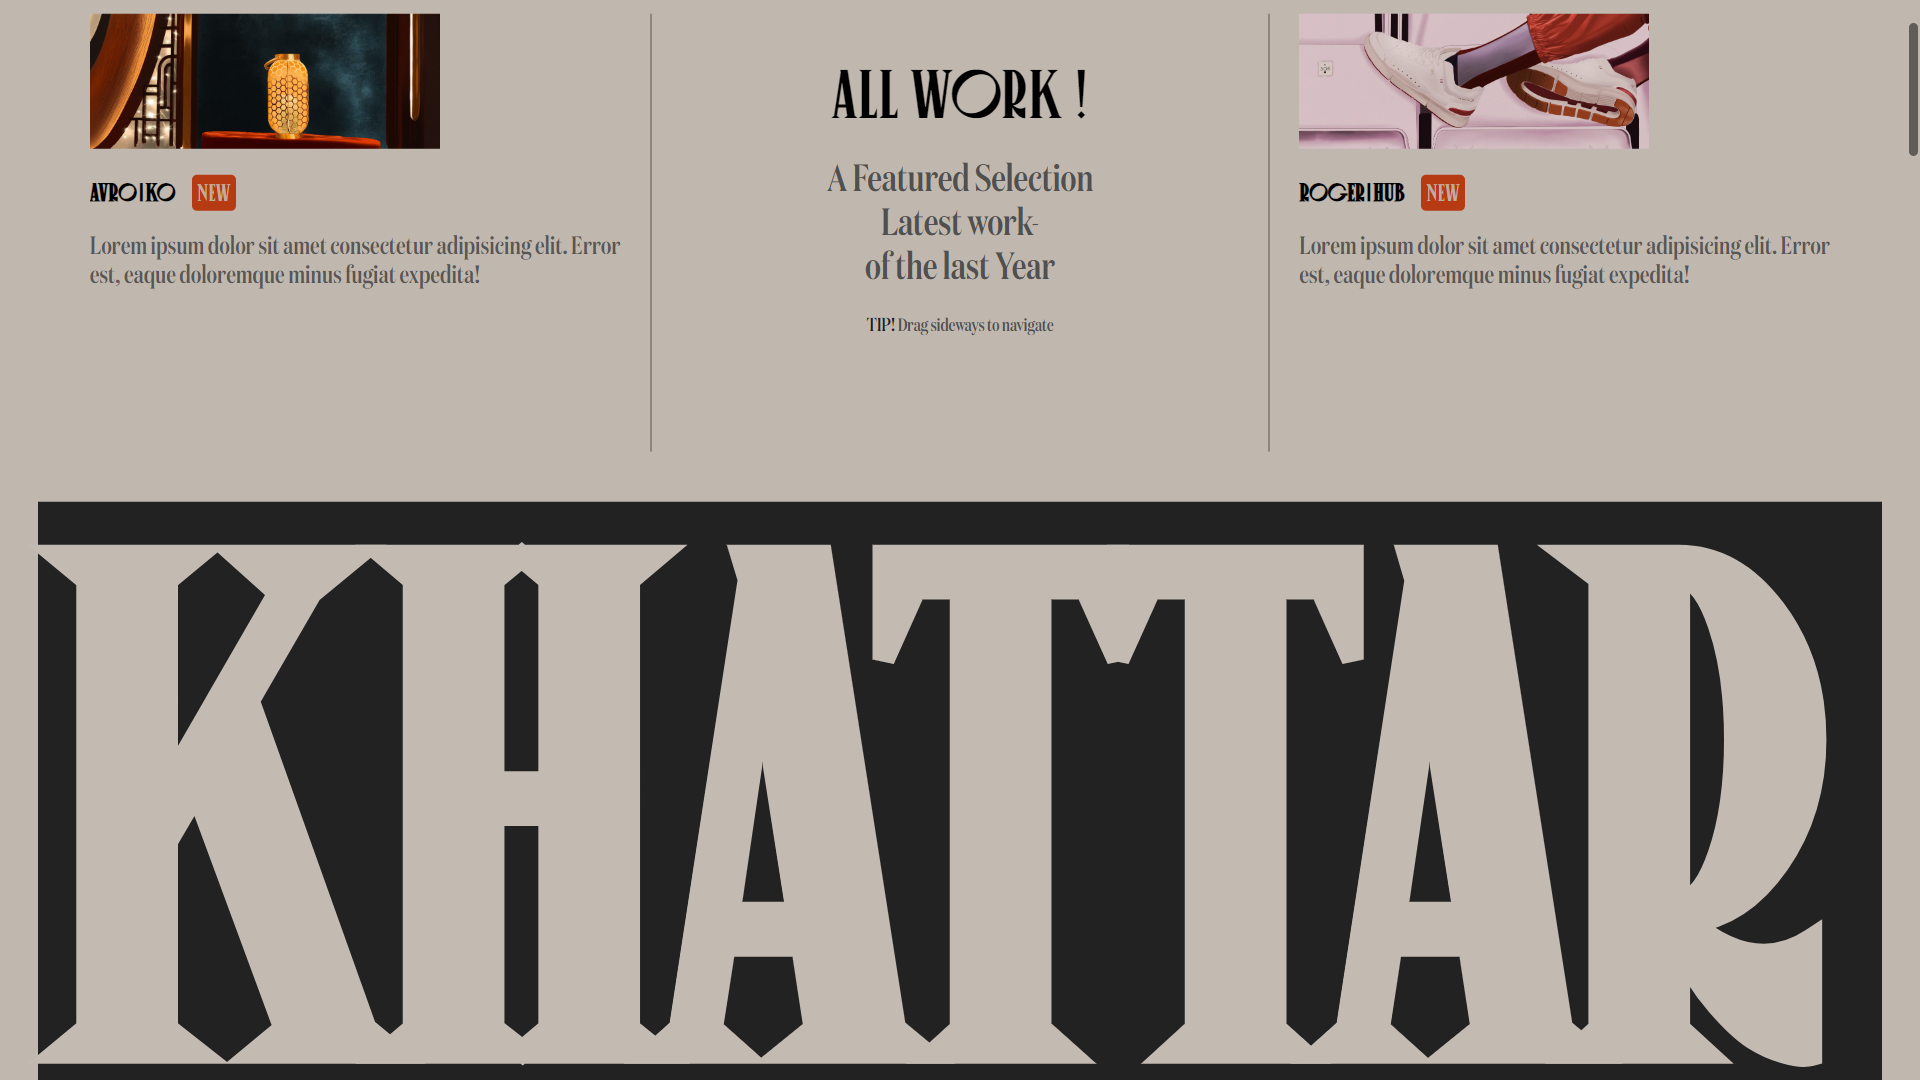 AVRO|KO NEW
Lorem ipsum dolor sit amet consectetur adipisicing elit. Error
est, eaque doloremque minus fugiat expedita!
ALL WORK !
A Featured Selection
Latest work-
of the last Year
TIP! Drag sideways to navigate
ROGER|HUB NEW
Lorem ipsum dolor sit amet consectetur adipisicing elit. Error
est, eaque doloremque minus fugiat expedita!
KHATTAR